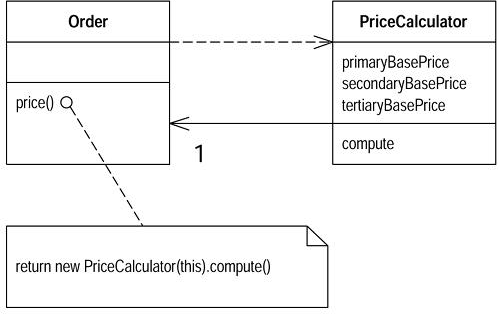 Order
PriceCalculator
primaryBasePrice
secondaryBasePrice
tertiaryBasePrice
price()
1
compute
return new PriceCalculator(this).compute()